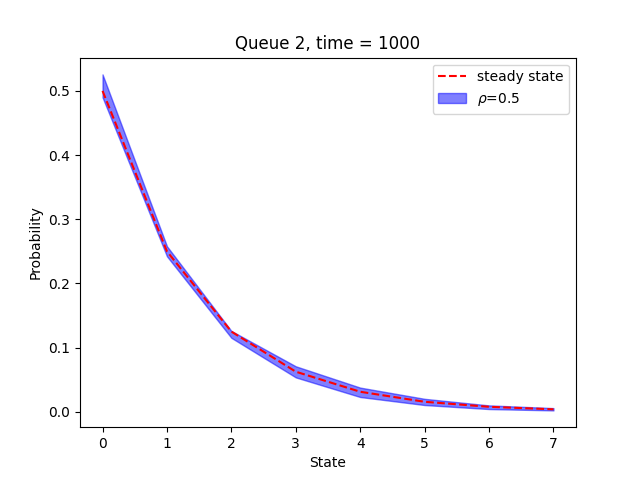 Queue 2, time = 1000
steady state
ρ=0.5
Probability
0.5
0.4
0.3
0.2
0.1
0.0
0 1 2 3 4 5 6 7
State